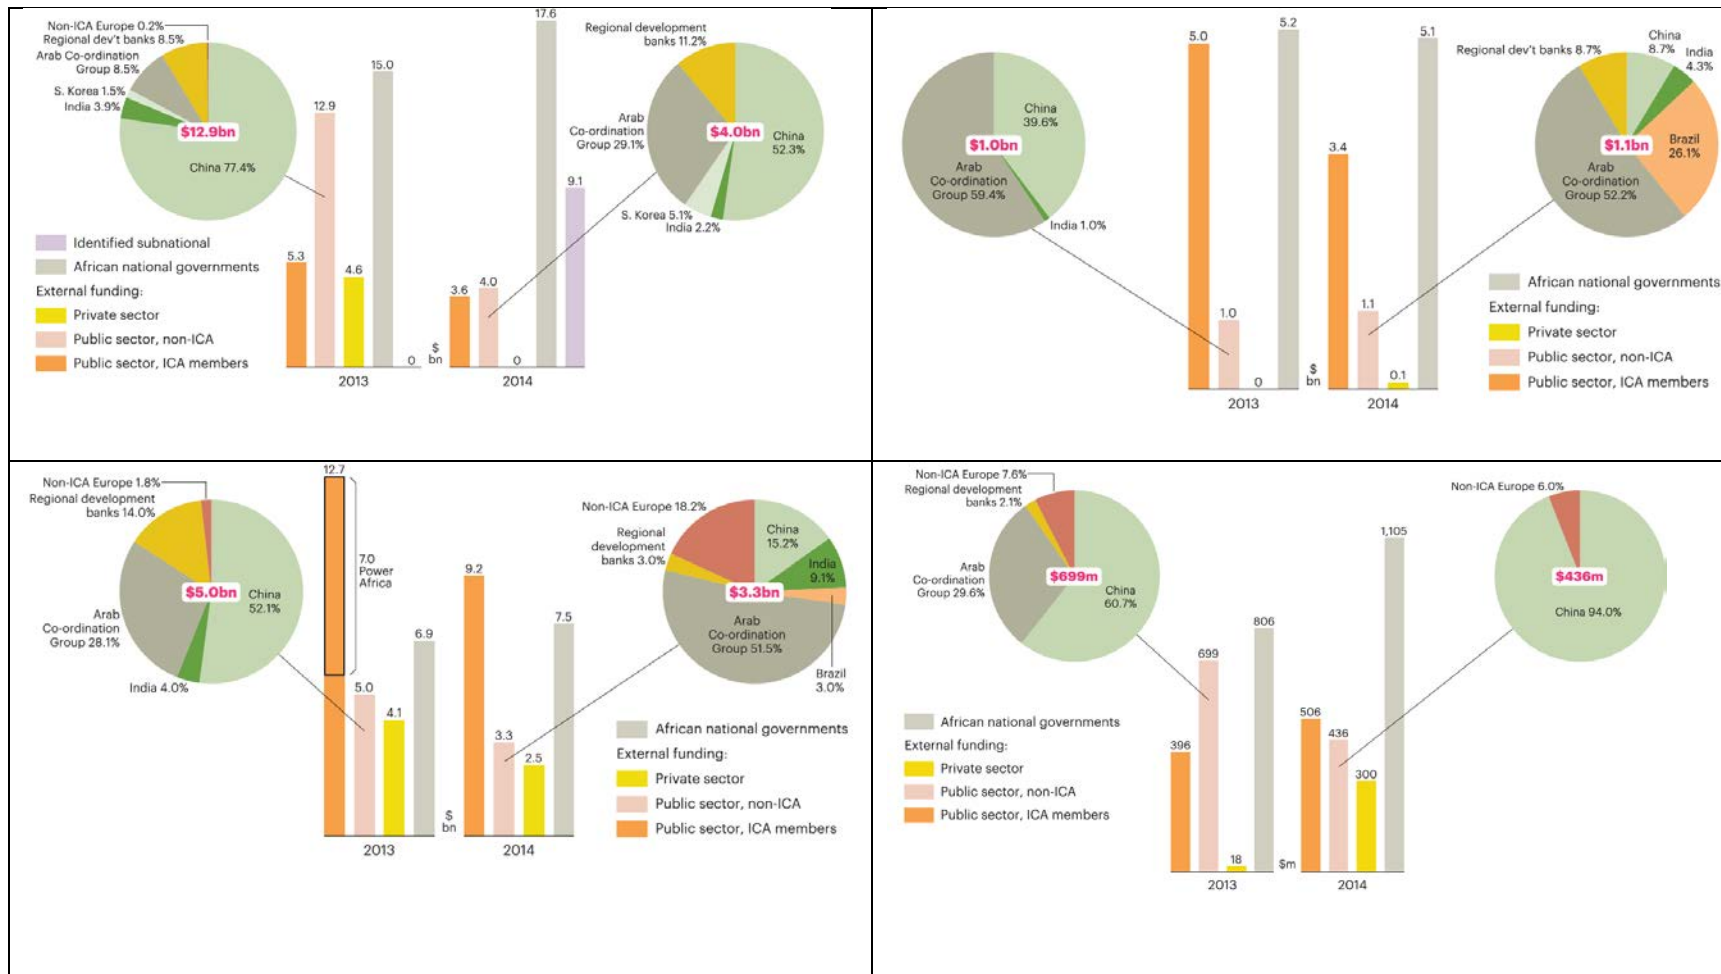 Non-ICA Europe 0.2%
Regional dev't banks 8.5%
Arab Co-ordination
Group 8.5%
S. Korea 1.5%
India 3.9%
$12.9bn
China 77.4%
Identified subnational
African national governments
External funding:
Private sector
Public sector, non-ICA
Public sector, ICA members
5.3
12.9
4.6
15.0
0
2013
$
bn
3.6
4.0
0
17.6
9.1
2014
Regional development
banks 11.2%
Arab
Co-ordination
Group 29.1%
$4.0bn
China
52.3%
S. Korea 5.1%
India 2.2%
China
39.6%
$1.0bn
Arab
Co-ordination
Group 59.4%
India 1.0%
5.0
1.0
0
5.2
2013
$
bn
3.4
1.1
0.1
5.1
2014
Regional dev't banks 8.7%
China
8.7%
India
4.3%
Brazil
26.1%
$1.1bn
Arab
Co-ordination
Group 52.2%
African national governments
External funding:
Private sector
Public sector, non-ICA
Public sector, ICA members
Non-ICA Europe 1.8%
Regional development
banks 14.0%
$5.0bn
China
52.1%
Arab
Co-ordination
Group 28.1%
India 4.0%
12.7
7.0
Power
Africa
5.0
4.1
6.9
2013
$
bn
9.2
3.3
2.5
7.5
2014
Non-ICA Europe 18.2%
Regional
development
banks 3.0%
China
15.2%
India
9.1%
$3.3bn
Arab
Co-ordination
Group 51.5%
Brazil
3.0%
African national governments
External funding:
Private sector
Public sector, non-ICA
Public sector, ICA members
Non-ICA Europe 7.6%
Regional development
banks 2.1%
Arab
Co-ordination
Group 29.6%
$699m
China
60.7%
African national governments
External funding:
Private sector
Public sector, non-ICA
Public sector, ICA members
396
699
18
806
2013
$m
506
436
300
1,105
2014
Non-ICA Europe 6.0%
$436m
China 94.0%